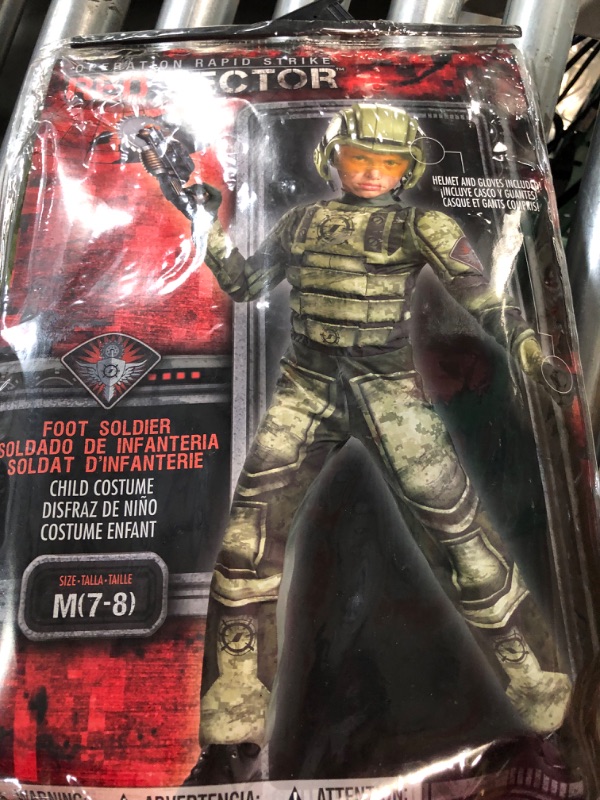 OPERATION RAPID STRIKE
SECTOR™
HELMET AND GLOVES INCLUDED
¡INCLUYE CASCO Y GUANTES!
CASQUE ET GANTS COMPRIS!
FOOT SOLDIER
SOLDADO DE INFANTERIA
SOLDAT D'INFANTERIE
CHILD COSTUME
DISFRAZ DE NIÑO
COSTUME ENFANT
SIZE·TALLA·TAILLE
M(7-8)
WARNING: ADVERTENCIA: ATTENTION: